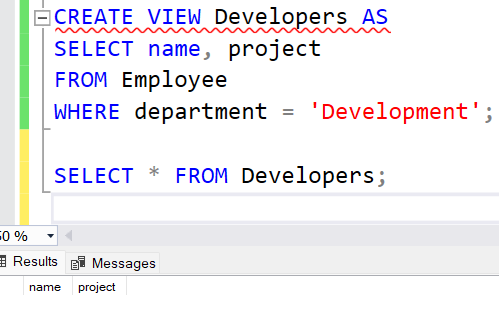 CREATE VIEW Developers AS
SELECT name, project
FROM Employee
WHERE department = 'Development';
SELECT * FROM Developers;
50 %
Results Messages
name project